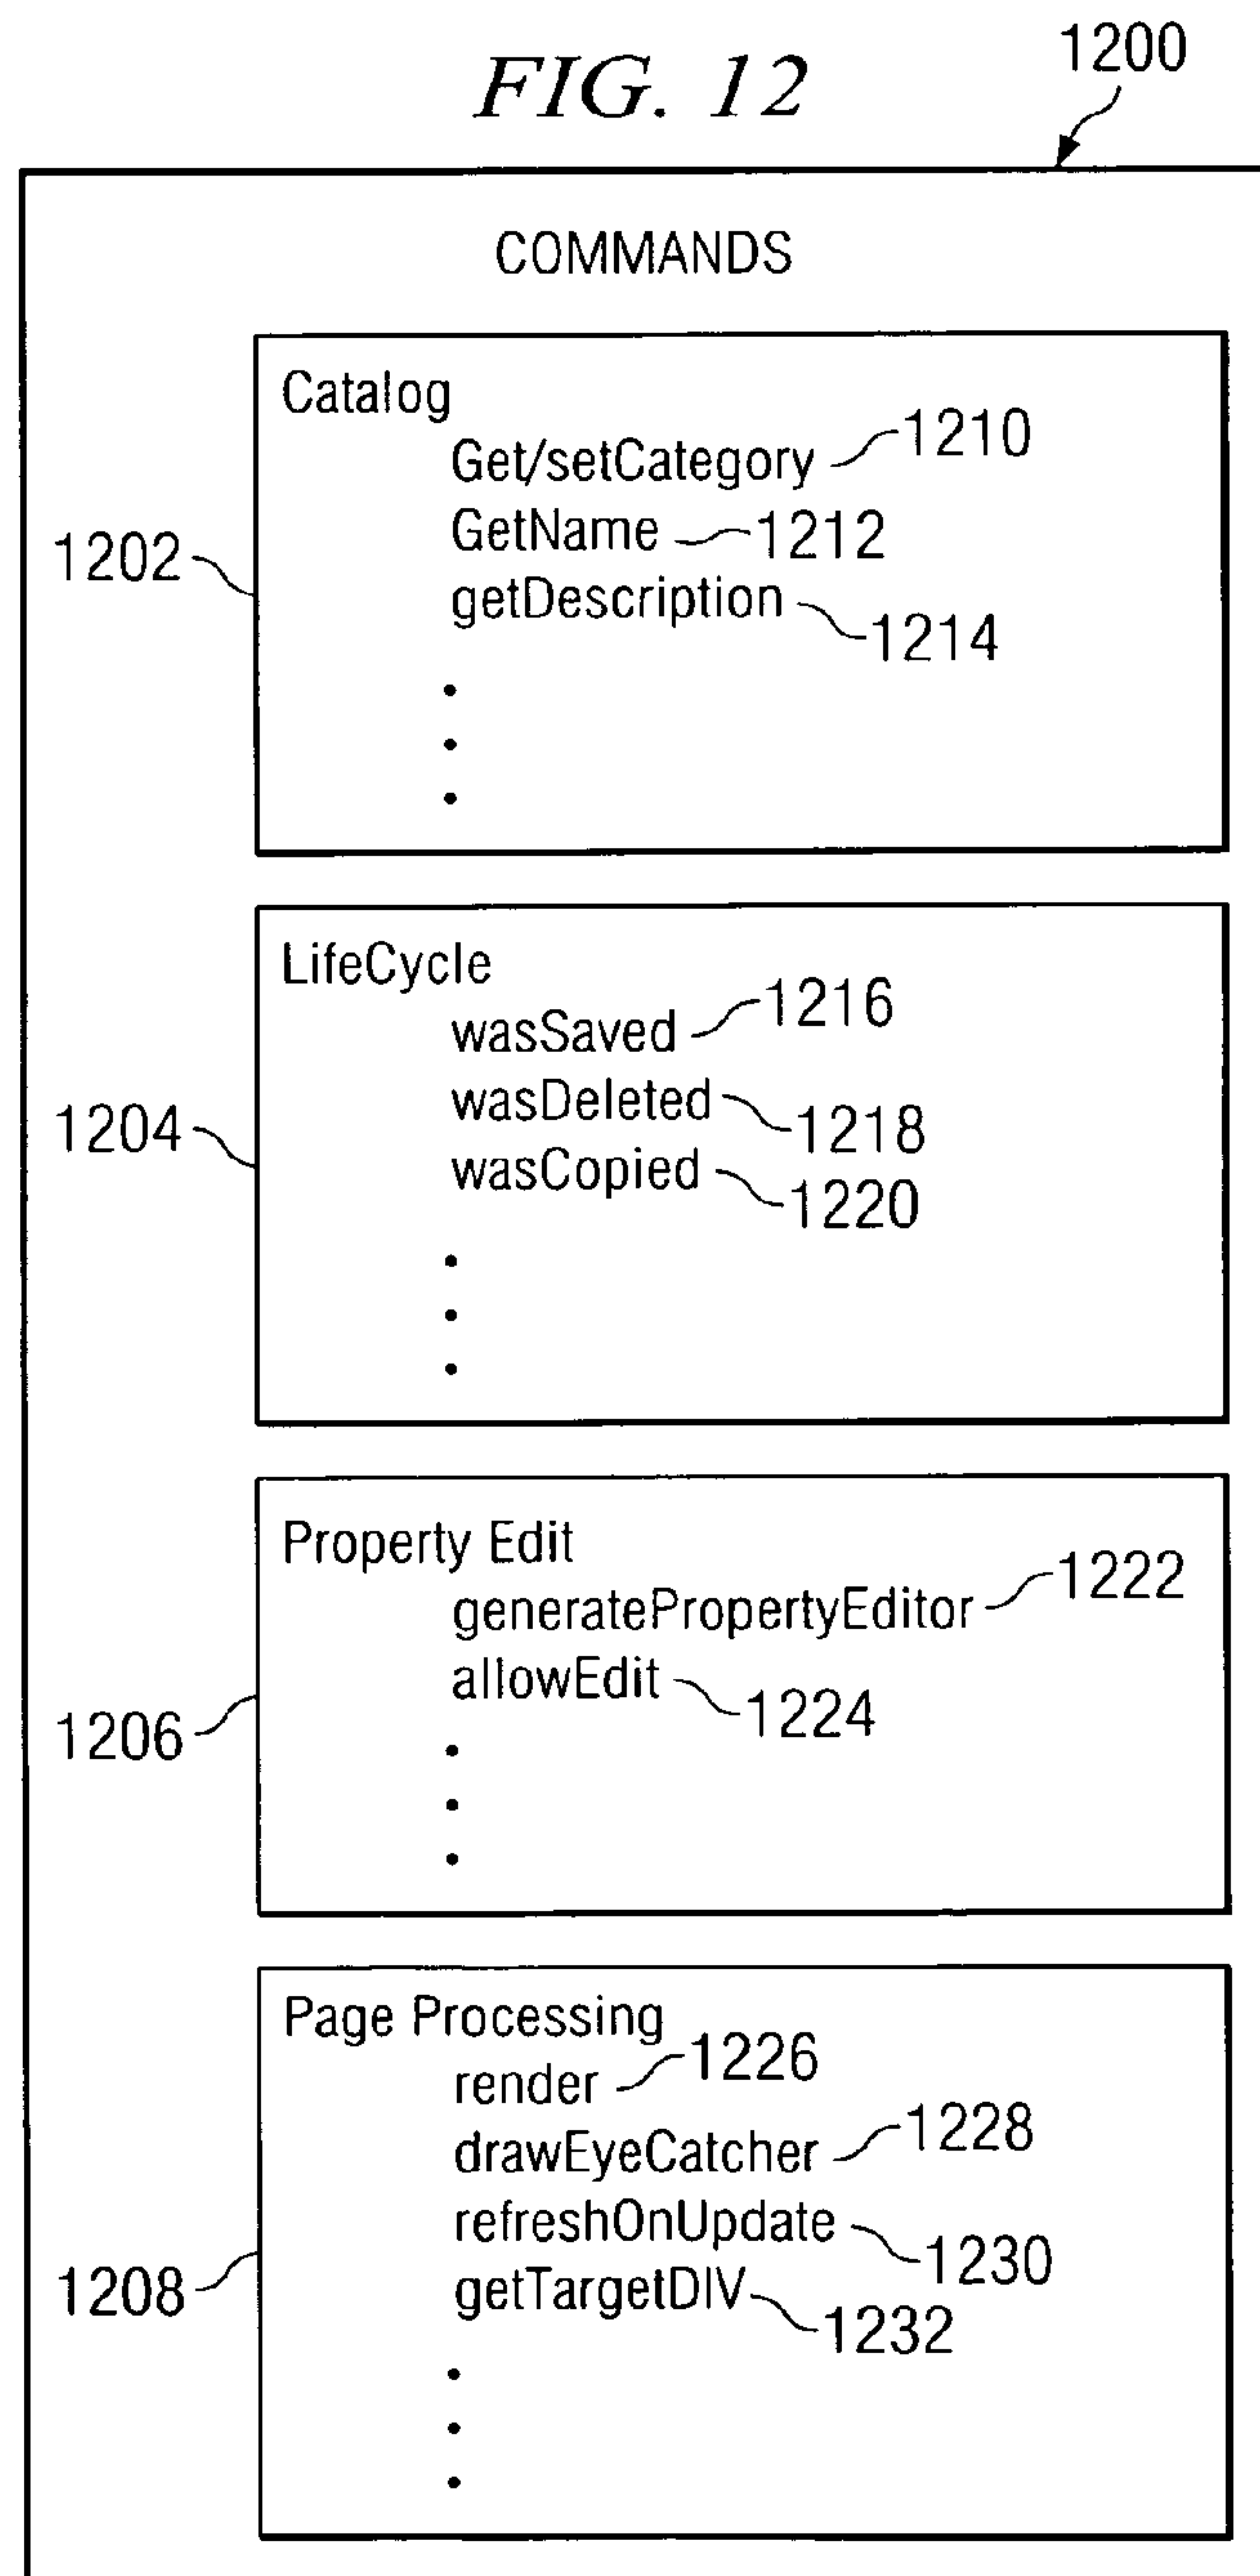 FIG. 12
1200
COMMANDS
Catalog
Get/setCategory 1210
GetName 1212
getDescription 1214
1202
LifeCycle
wasSaved 1216
wasDeleted 1218
wasCopied 1220
1204
Property Edit
generatePropertyEditor 1222
allowEdit 1224
1206
Page Processing
render 1226
drawEyeCatcher 1228
refreshOnUpdate 1230
getTargetDIV 1232
1208